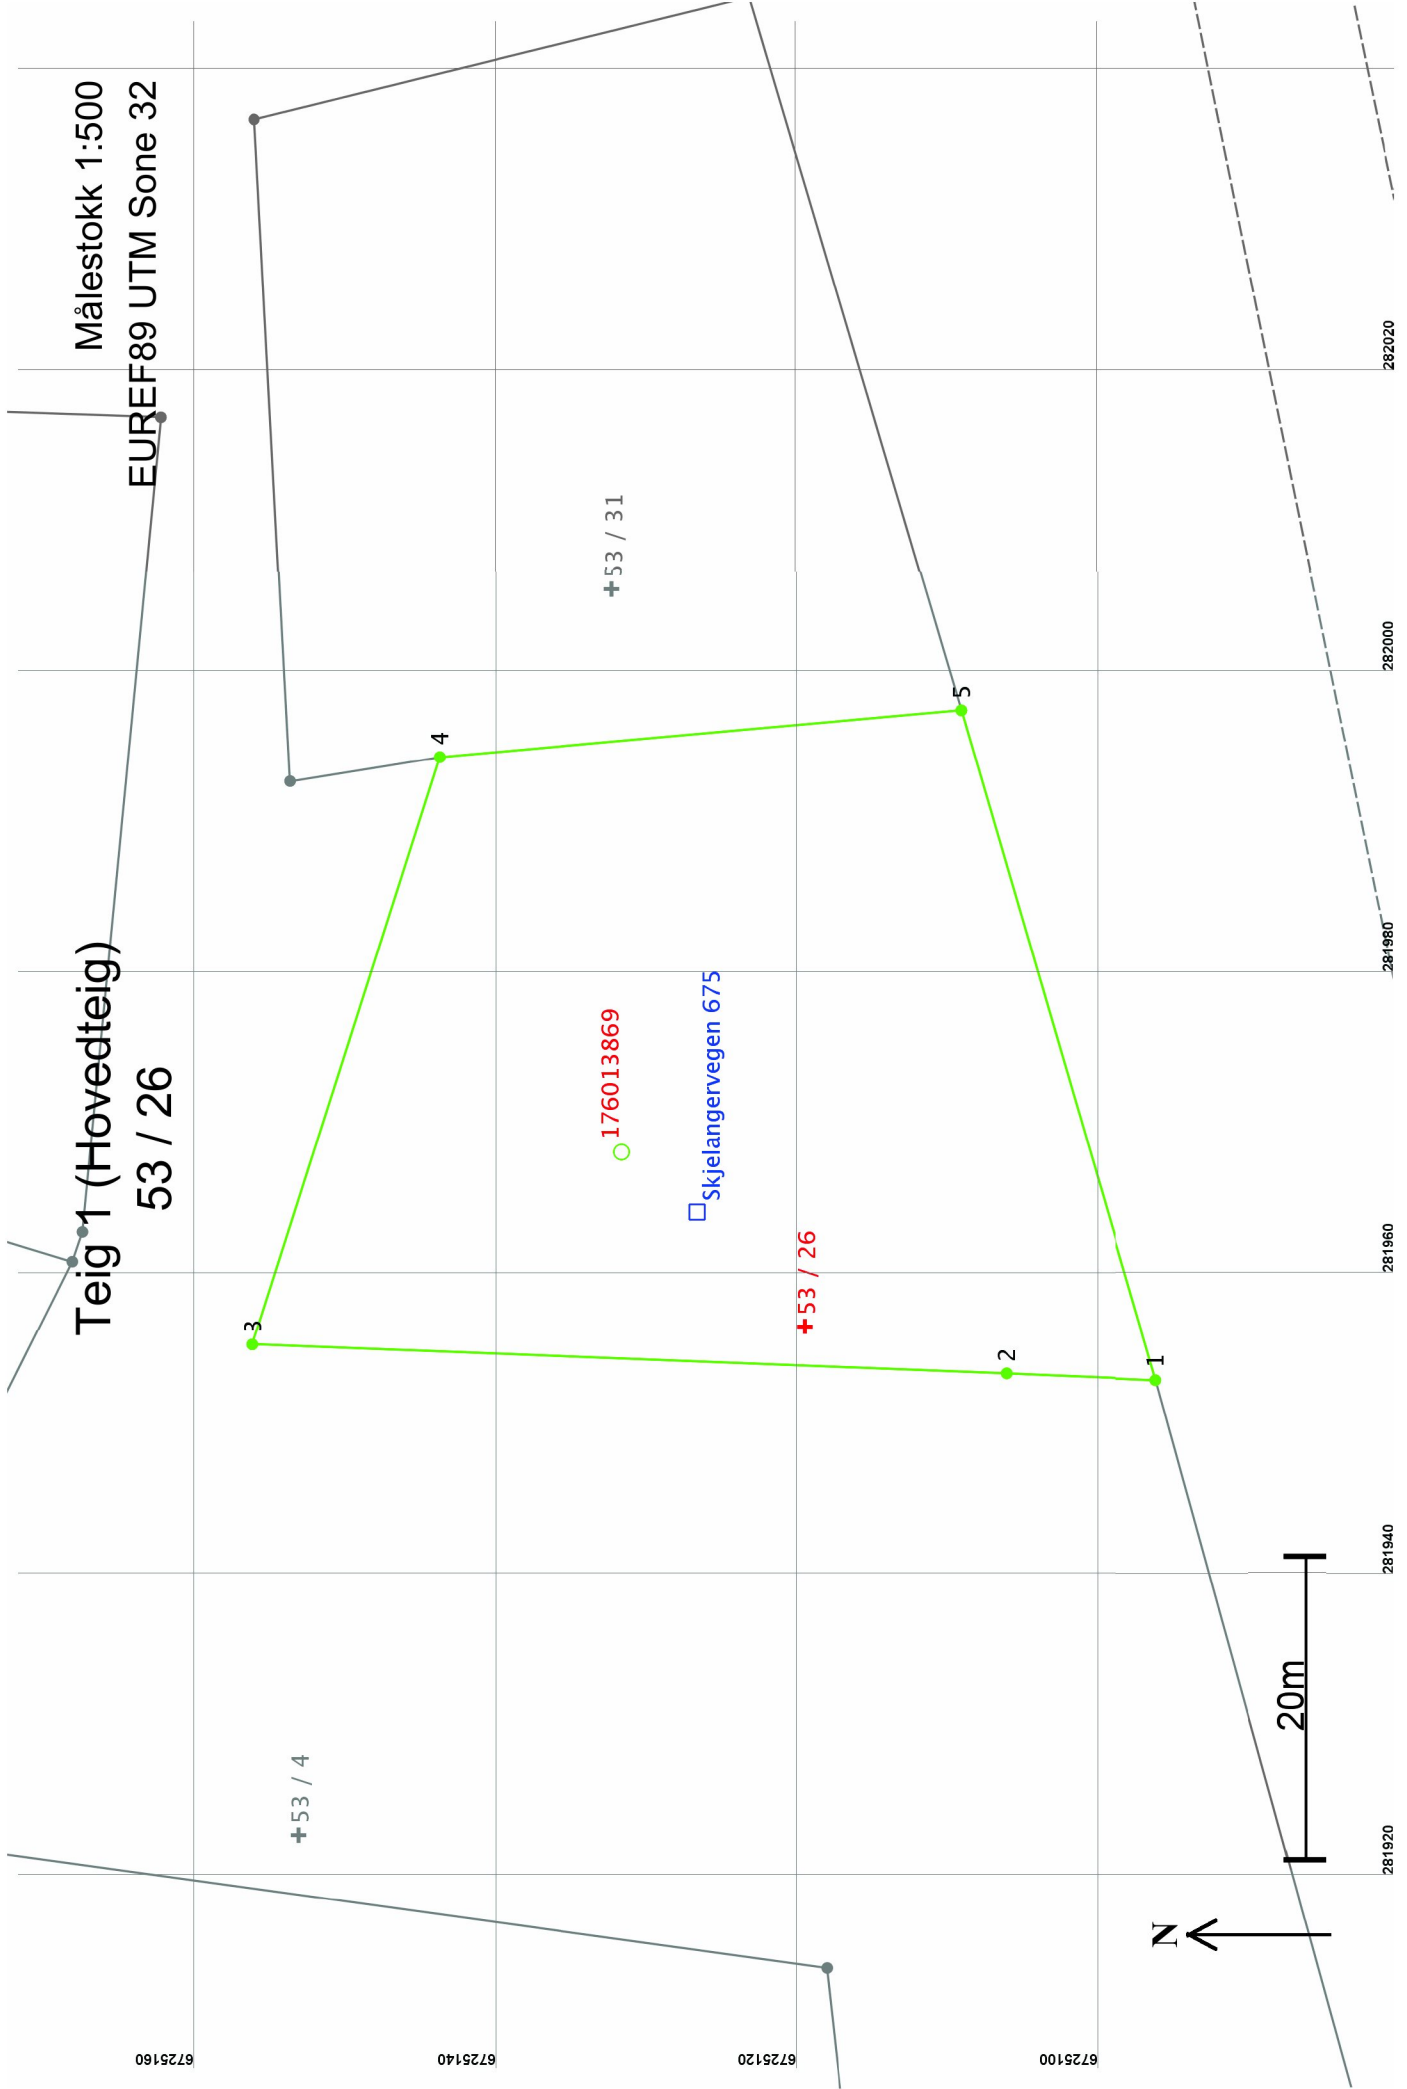 Teig 1 (Hovedteig)
53 / 26
Målestokk 1:500
EUREF89 UTM Sone 32
6725160
6725140
6725120
6725100
+53 / 4
3
4
176013869
+53 / 31
Skjelangervegen 675
+53 / 26
2
5
1
N
20m
281920
281940
281960
281980
282000
282020